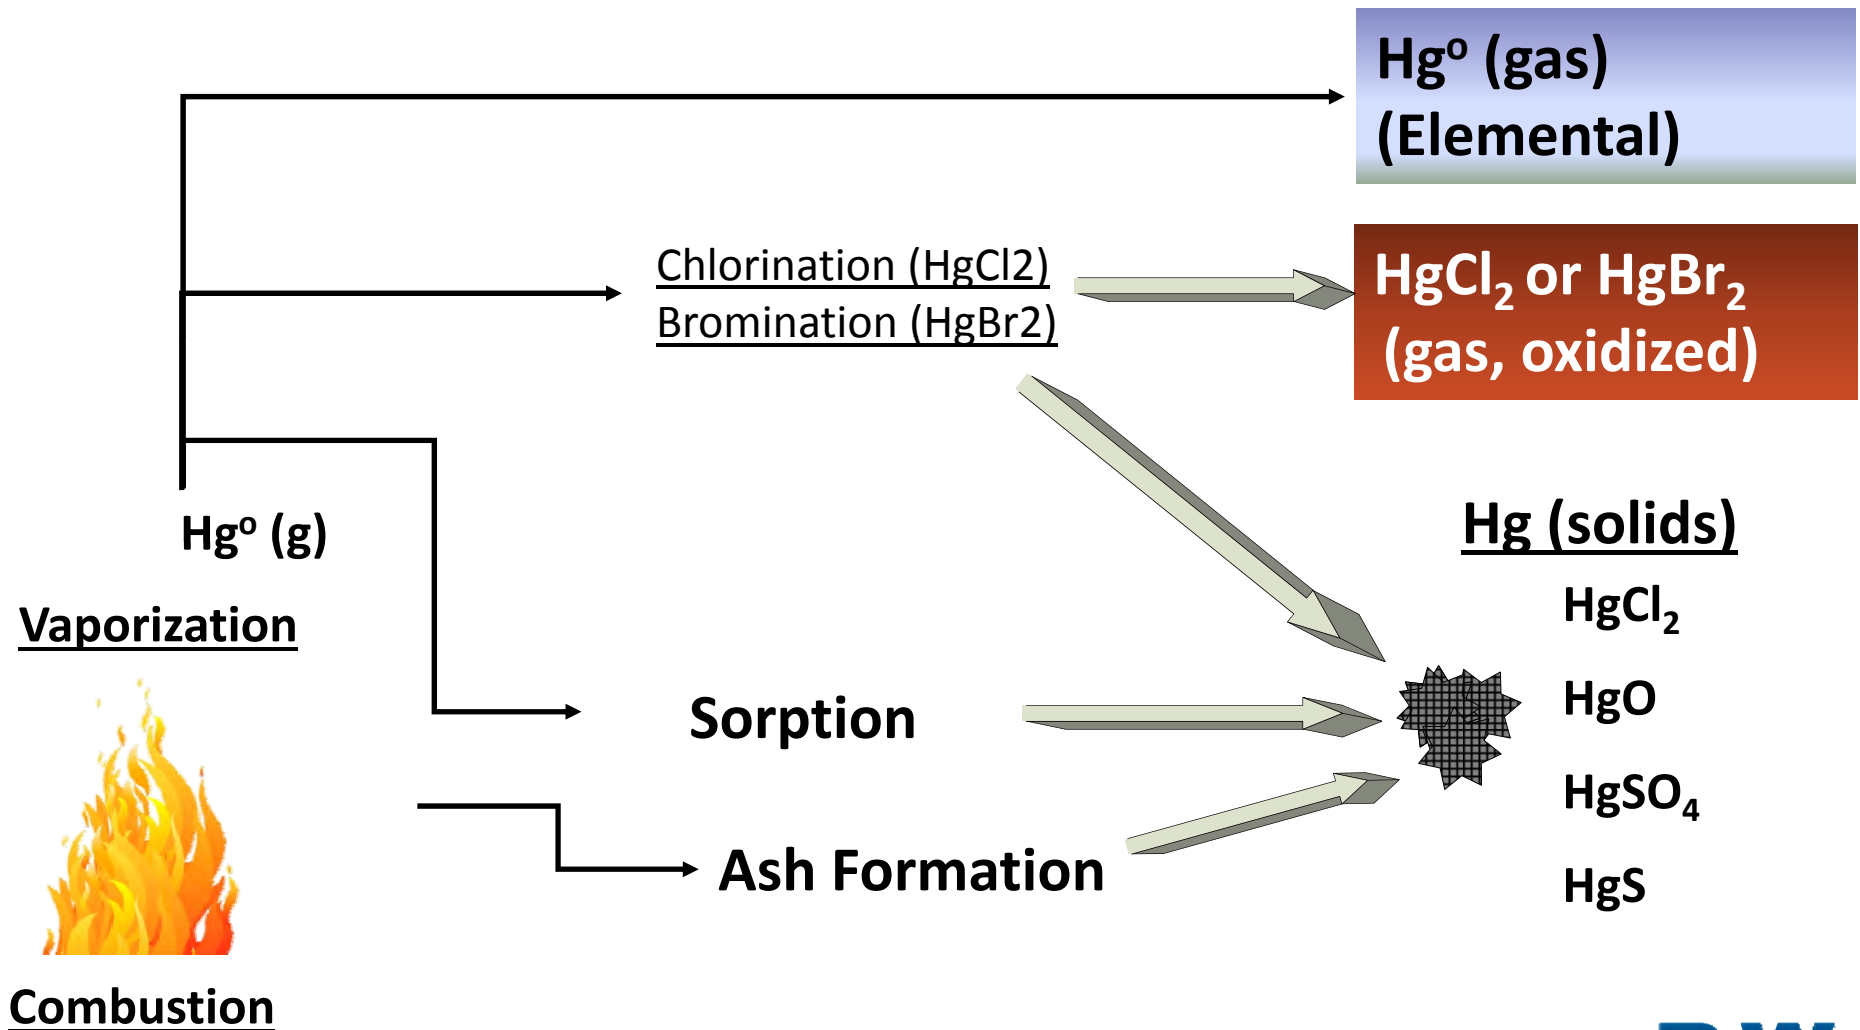 Hgº (gas)
(Elemental)
Chlorination (HgCl2)
Bromination (HgBr2)
HgCl₂ or HgBr₂
(gas, oxidized)
Hgº (g)
Vaporization
Combustion
Sorption
Ash Formation
Hg (solids)
HgCl₂
HgO
HgSO₄
HgS